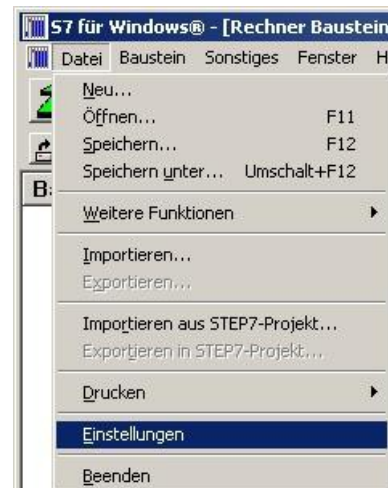 S7 für Windows® - [Rechner Baustein
Datei Baustein Sonstiges Fenster H
Neu...
Öffnen... F11
Speichern... F12
Speichern unter... Umschalt+F12
B
Weitere Funktionen
Importieren...
Exportieren...
Importieren aus STEP7-Projekt...
Exportieren in STEP7-Projekt...
Drucken
Einstellungen
Beenden